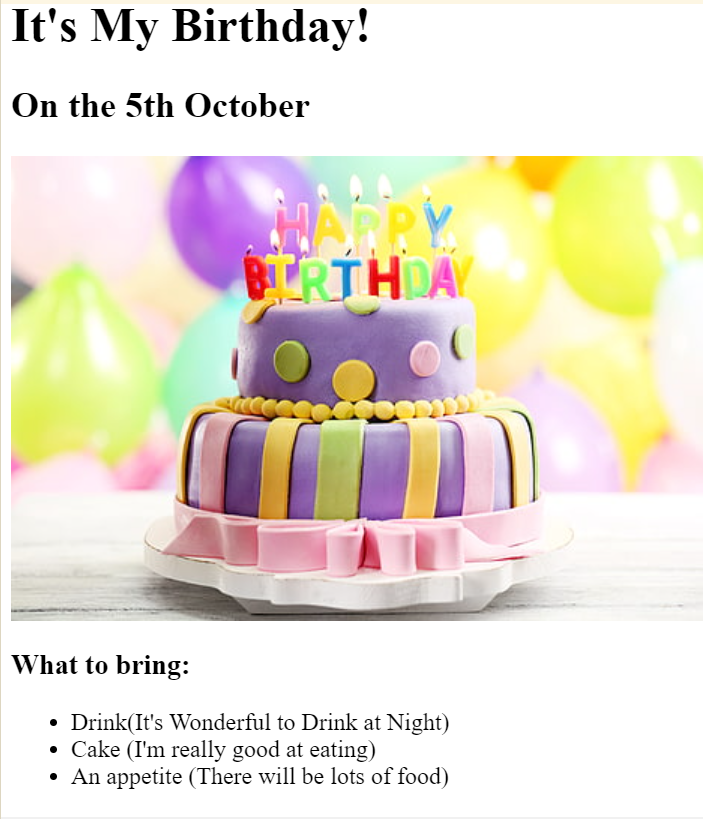 It's My Birthday!
On the 5th October
HAPPY
BIRTHDAY
What to bring:
Drink(It's Wonderful to Drink at Night)
Cake (I'm really good at eating)
An appetite (There will be lots of food)